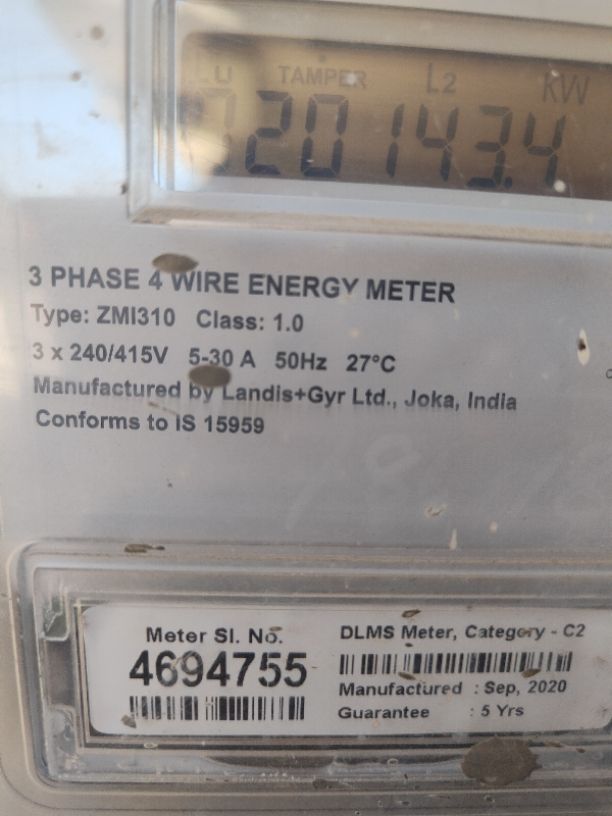 TAMPER L2 kW
20143.4
3 PHASE 4 WIRE ENERGY METER
Type: ZMI310 Class: 1.0
3 x 240/415V 5-30 A 50Hz 27°C
Manufactured by Landis+Gyr Ltd., Joka, India
Conforms to IS 15959
Meter Sl. No.
4694755
DLMS Meter, Category - C2
Manufactured : Sep, 2020
Guarantee : 5 Yrs